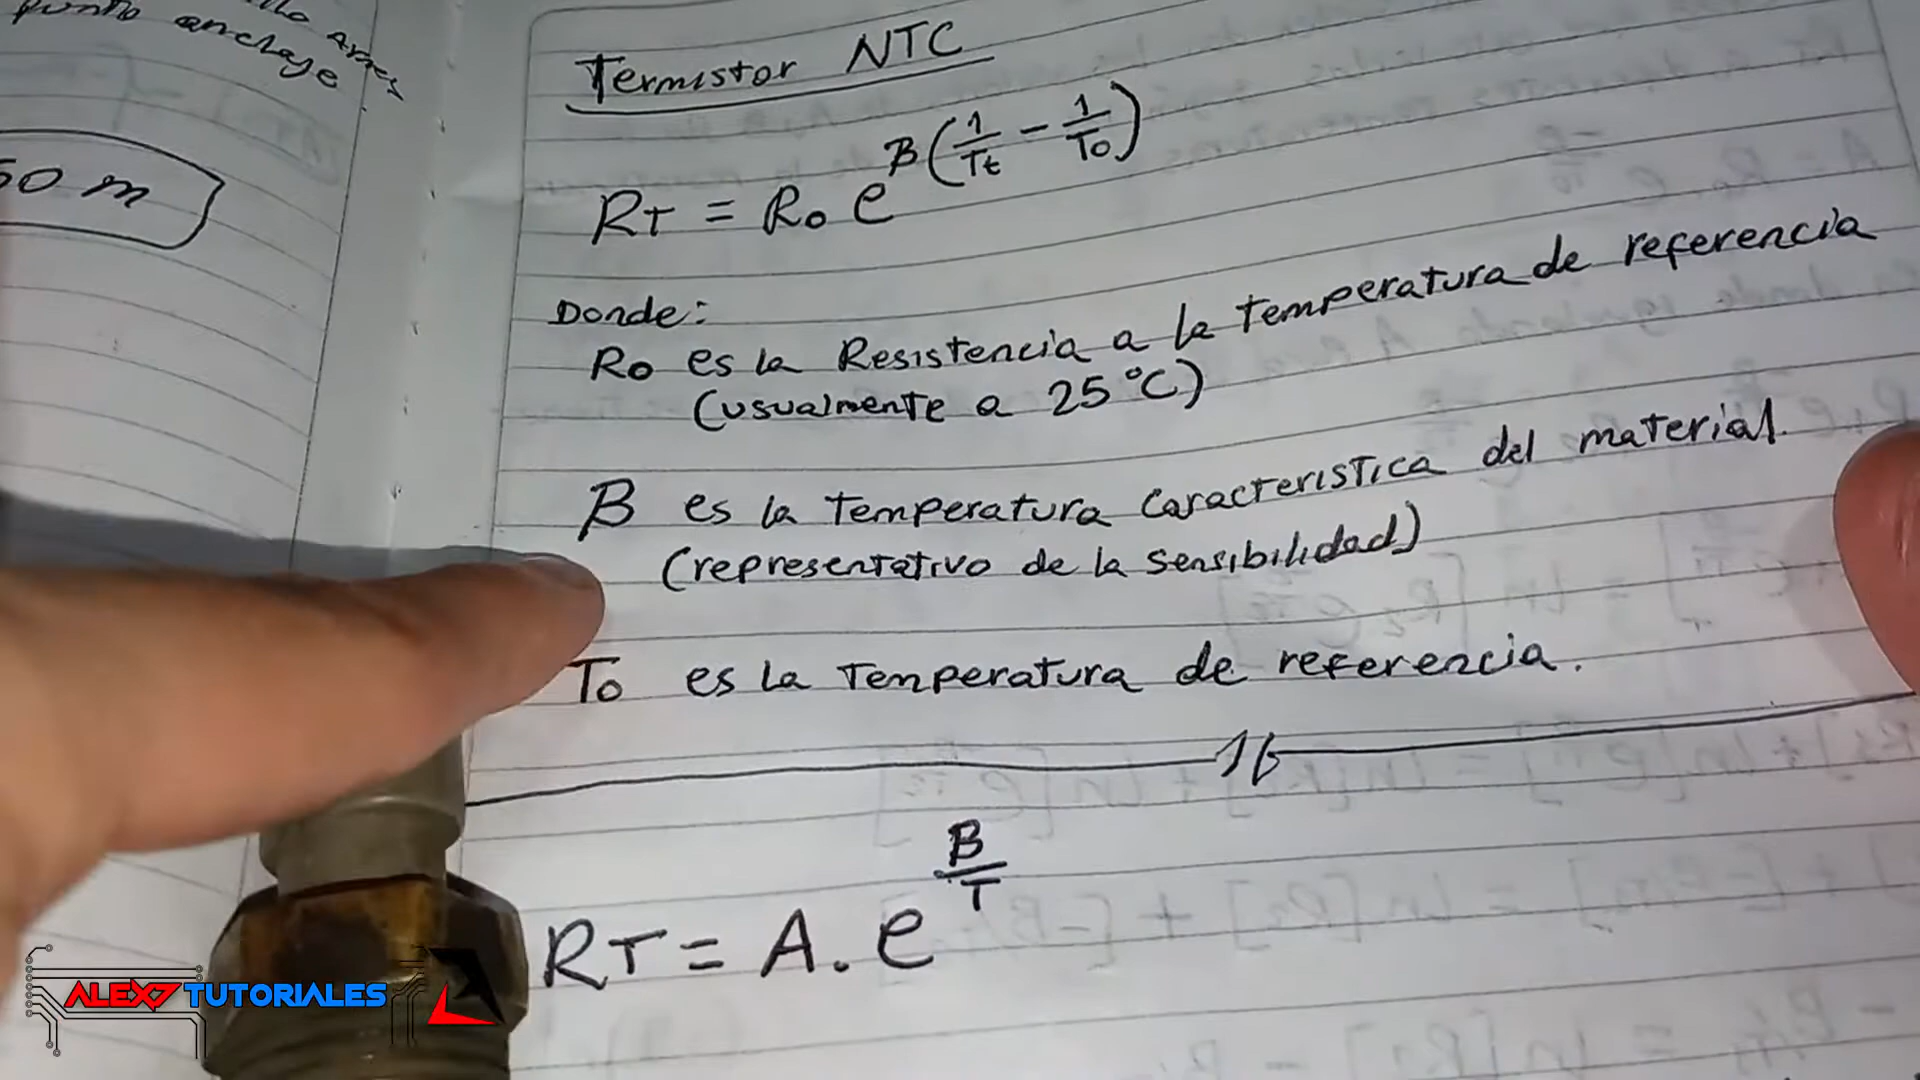 punto anclaje
50 m
Termistor NTC
RT = Ro e^B(1/Tt - 1/To)
Donde:
Ro es la Resistencia a la temperatura de referencia
(usualmente a 25°C)
B es la temperatura característica del material.
(representativo de la sensibilidad)
To es la temperatura de referencia.
RT = A. e^B/T
ALEX7 TUTORIALES